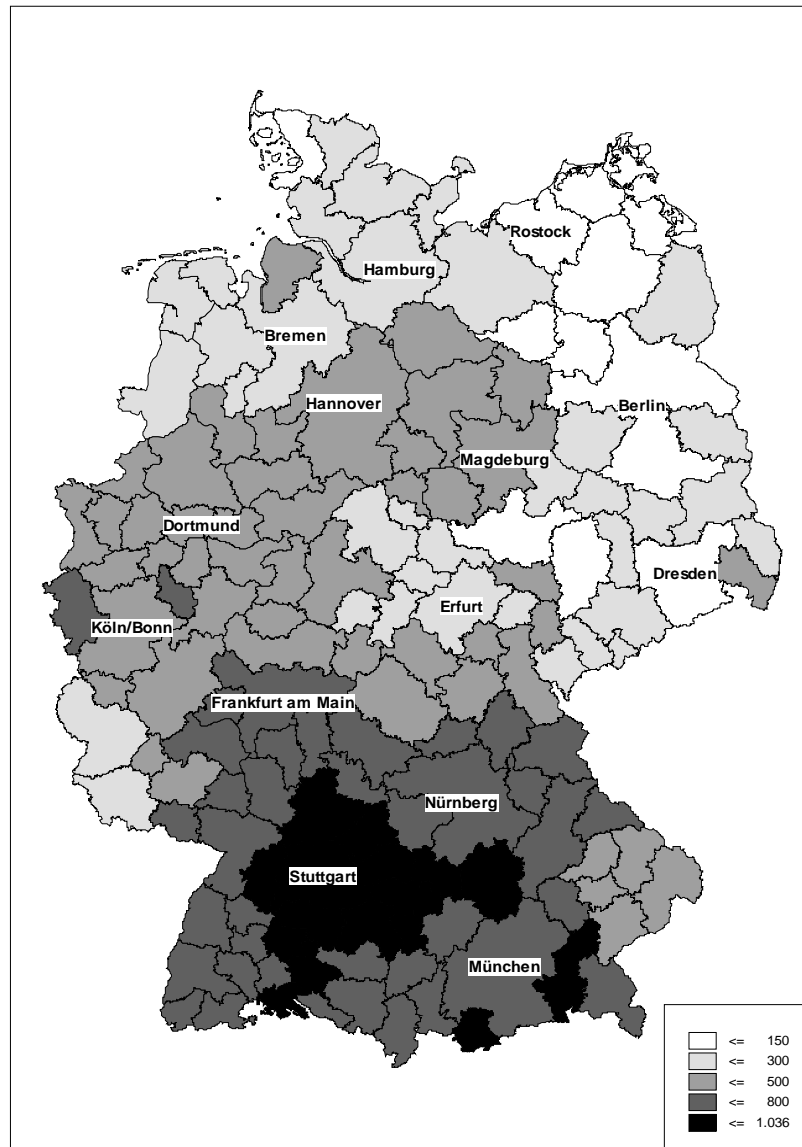 Rostock
Hamburg
Bremen
Hannover
Berlin
Magdeburg
Dortmund
Dresden
Erfurt
Köln/Bonn
Frankfurt am Main
Nürnberg
Stuttgart
München
<= 150
<= 300
<= 500
<= 800
<= 1.036